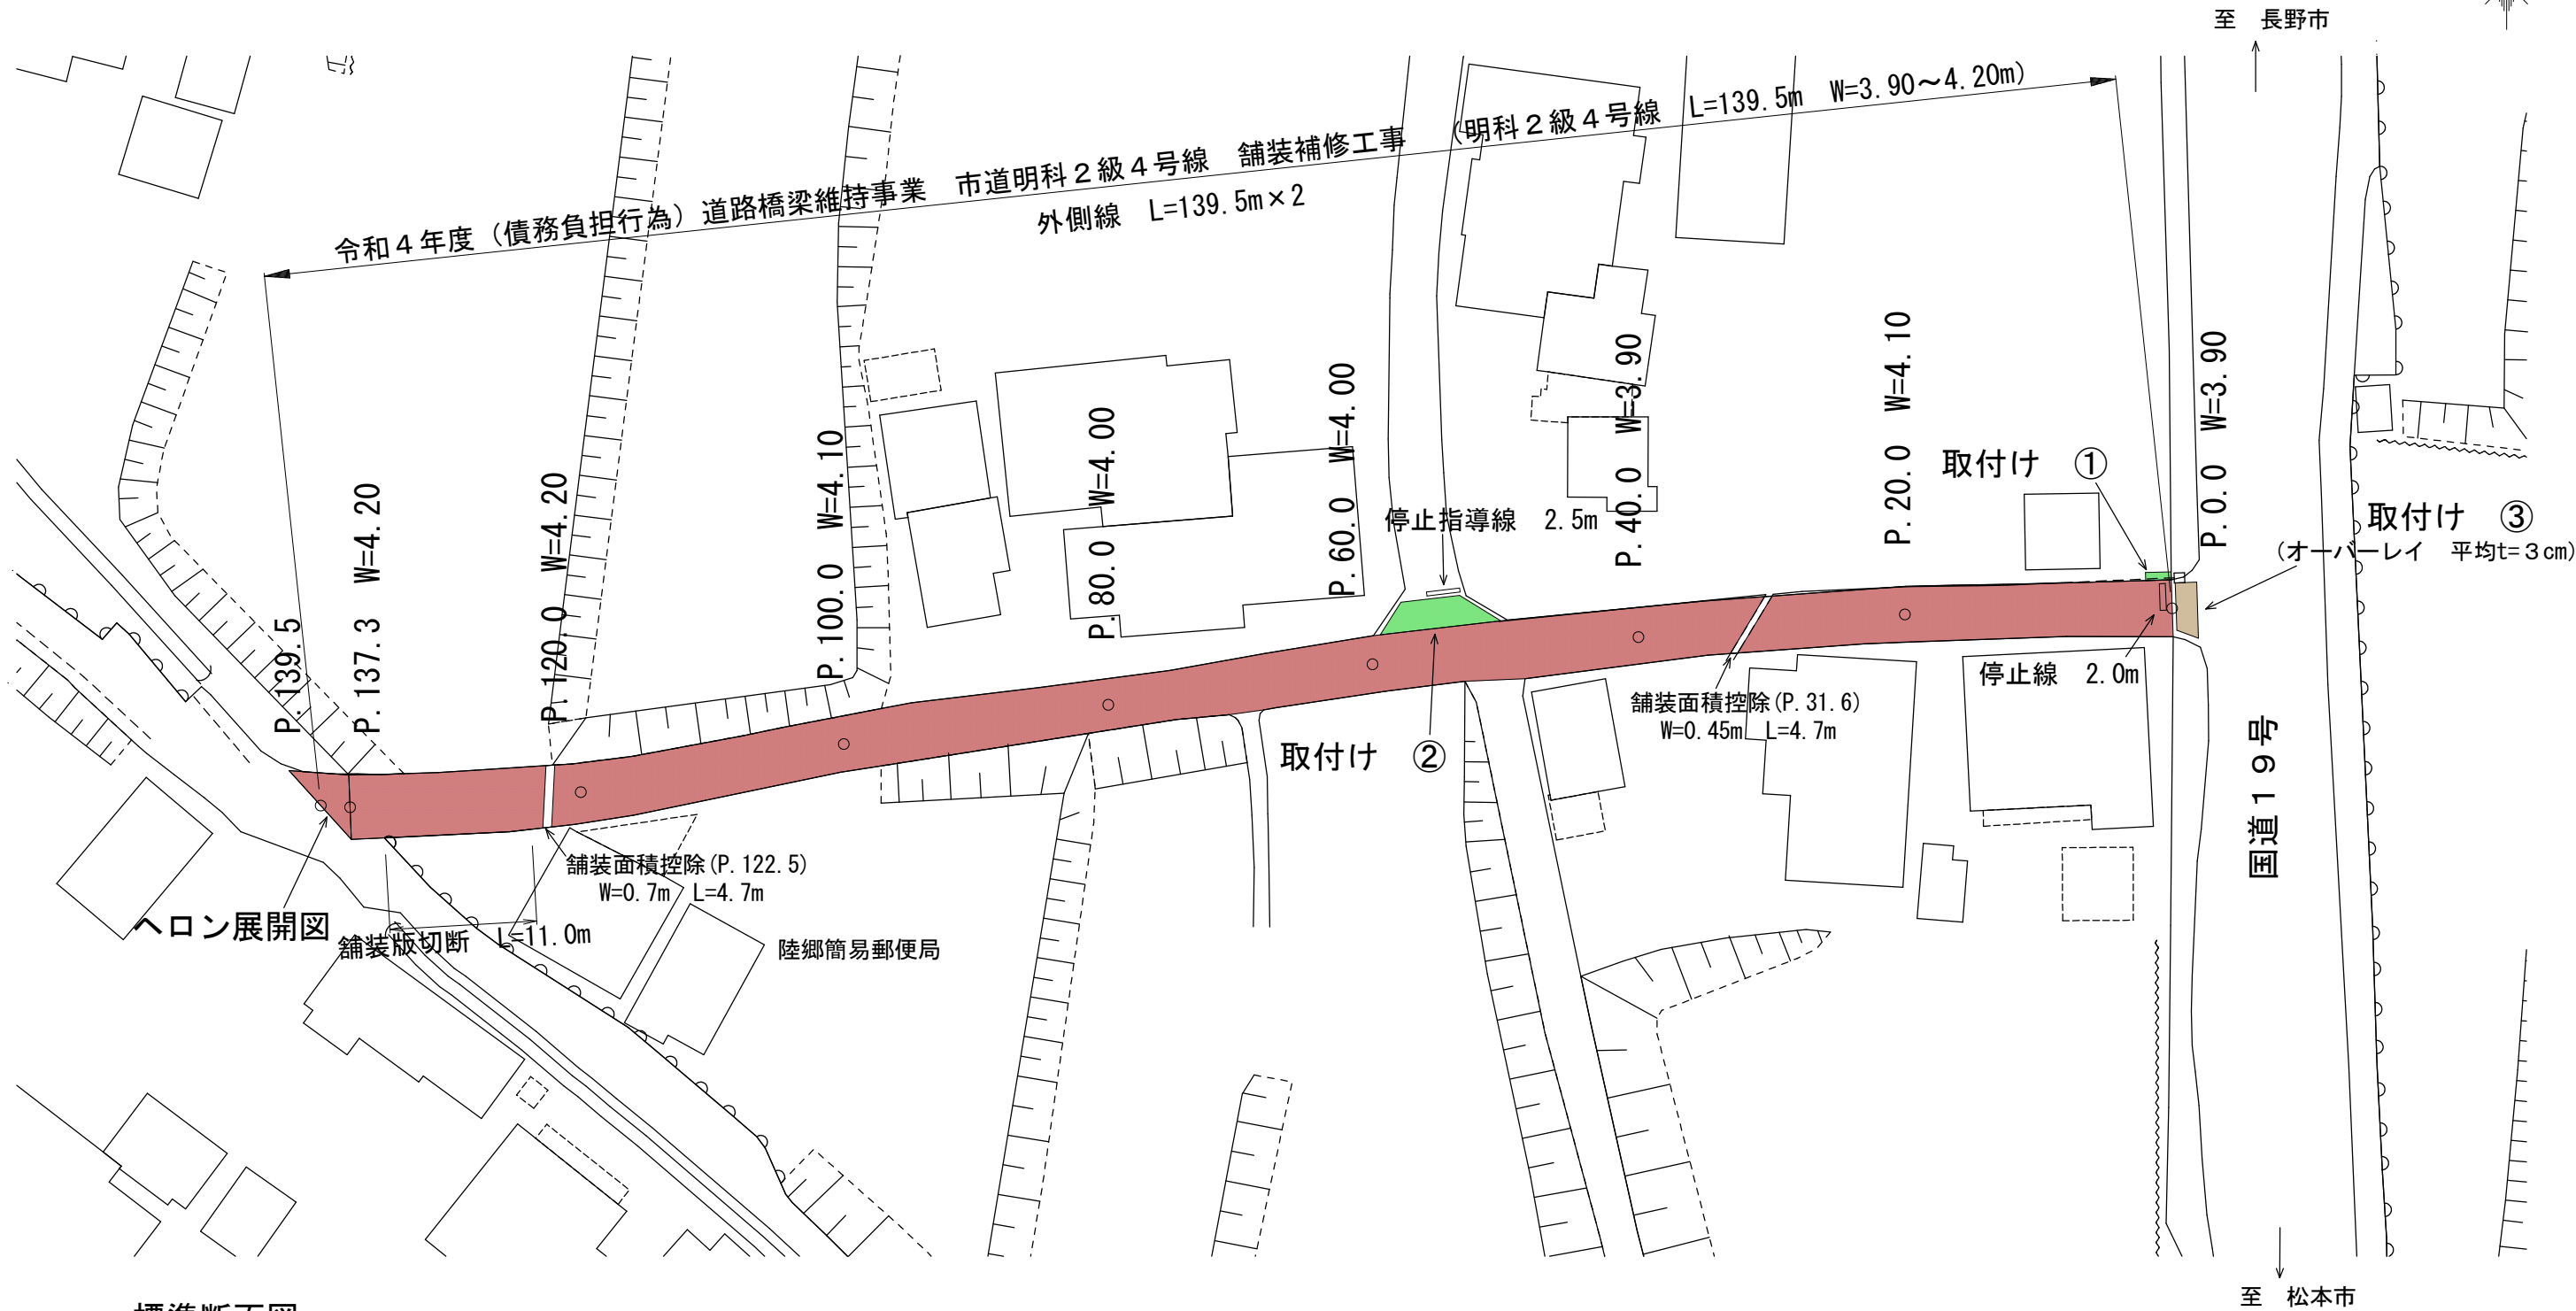 至　長野市
令和４年度（債務負担行為）道路橋梁維持事業　市道明科２級４号線　舗装補修工事　（明科２級４号線　L=139.5m　W=3.90～4.20m）
外側線　L=139.5m×2
P.139.5
P.137.3　W=4.20
P.120.0　W=4.20
P.100.0　W=4.10
P.80.0　W=4.00
P.60.0　W=4.00
P.40.0　W=3.90
P.20.0　W=4.10
P.0.0　W=3.90
取付け　①
取付け　③
（オーバーレイ　平均t=３cm）
停止指導線　2.5m
停止線　2.0m
舗装面積控除(P.31.6)
W=0.45m　L=4.7m
取付け　②
国道１９号
舗装面積控除(P.122.5)
W=0.7m　L=4.7m
ヘロン展開図
舗装版切断　L=11.0m
陸郷簡易郵便局
至　松本市
標準断面図